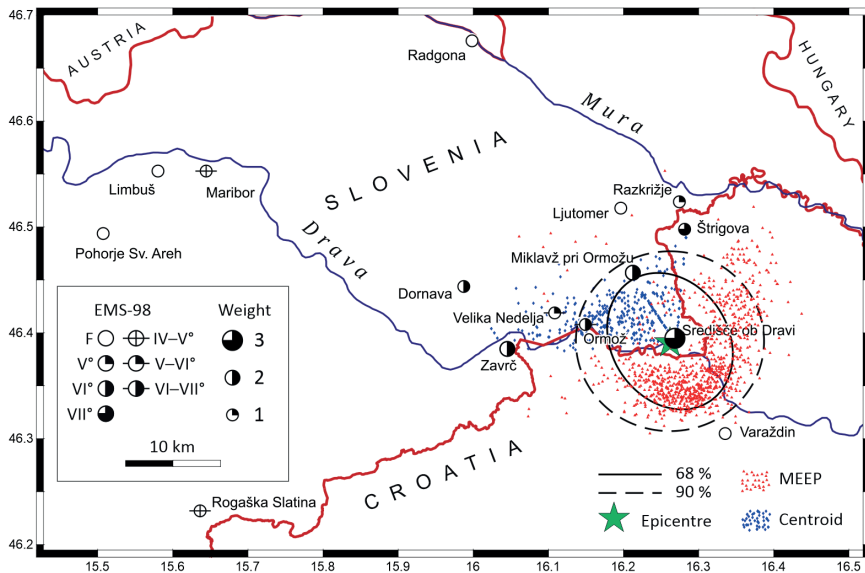 46.7
46.6
46.5
46.4
46.3
46.2
AUSTRIA
HUNGARY
SLOVENIA
CROATIA
Radgona
Mura
Limbuš
Maribor
Razkrižje
Ljutomer
Štrigova
Pohorje Sv. Areh
Drava
Miklavž pri Ormožu
Dornava
Velika Nedelja
Središče ob Dravi
Ormož
Zavrč
Varaždin
Rogaška Slatina
EMS-98 Weight
F IV–V° 3
V° V–VI°
VI° VI–VII° 2
VII° 1
10 km
68 % MEEP
90 %
Epicentre Centroid
15.5 15.6 15.7 15.8 15.9 16.0 16.1 16.2 16.3 16.4 16.5